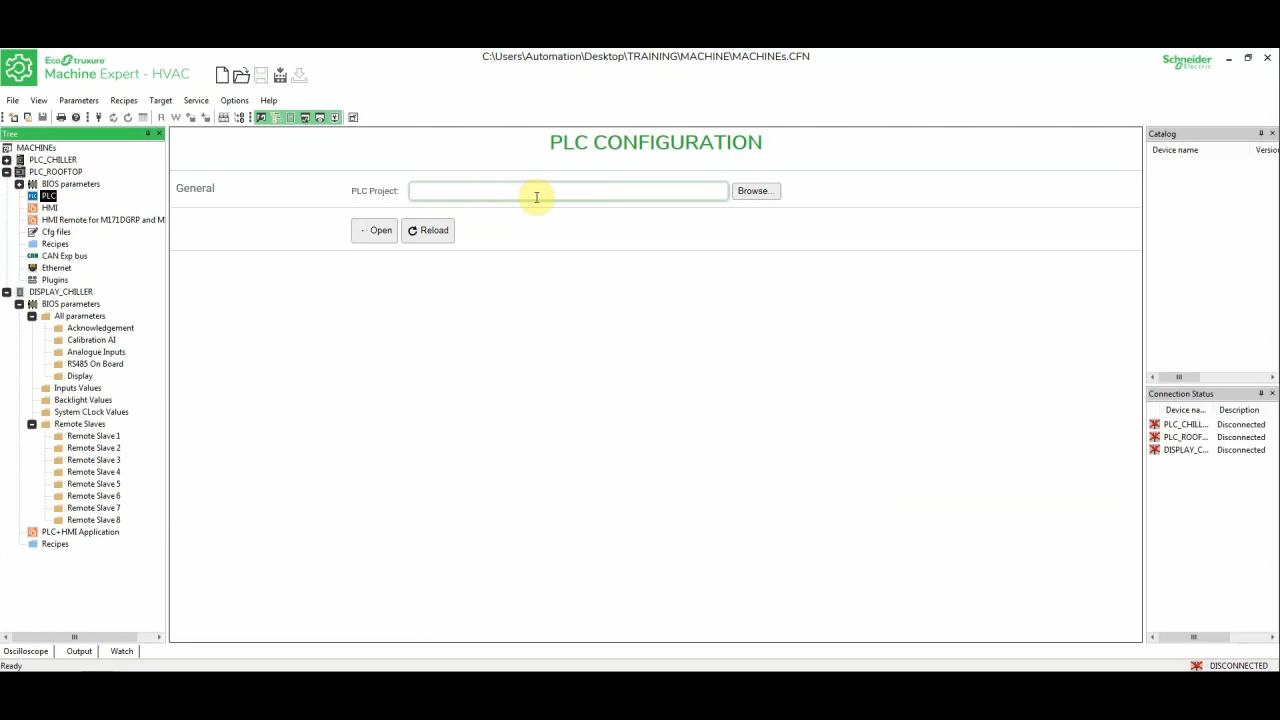 C:\Users\Automation\Desktop\TRAINING\MACHINE\MACHINEs.CFN
EcoStruxure
Machine Expert - HVAC
Schneider
Electric
File View Parameters Recipes Target Service Options Help
R W
Tree
MACHINEs
PLC_CHILLER
PLC_ROOFTOP
BIOS parameters
PLC
HMI
HMI Remote for M171DGRP and M
Cfg files
Recipes
CAN Exp bus
Ethernet
Plugins
DISPLAY_CHILLER
BIOS parameters
All parameters
Acknowledgement
Calibration AI
Analogue Inputs
RS485 On Board
Display
Inputs Values
Backlight Values
System CLock Values
Remote Slaves
Remote Slave 1
Remote Slave 2
Remote Slave 3
Remote Slave 4
Remote Slave 5
Remote Slave 6
Remote Slave 7
Remote Slave 8
PLC+HMI Application
Recipes
PLC CONFIGURATION
General
PLC Project:
Browse...
Open Reload
Catalog
Device name Versio
Connection Status
Device na... Description
PLC_CHILL... Disconnected
PLC_ROOF... Disconnected
DISPLAY_C... Disconnected
Oscilloscope Output Watch
Ready
DISCONNECTED